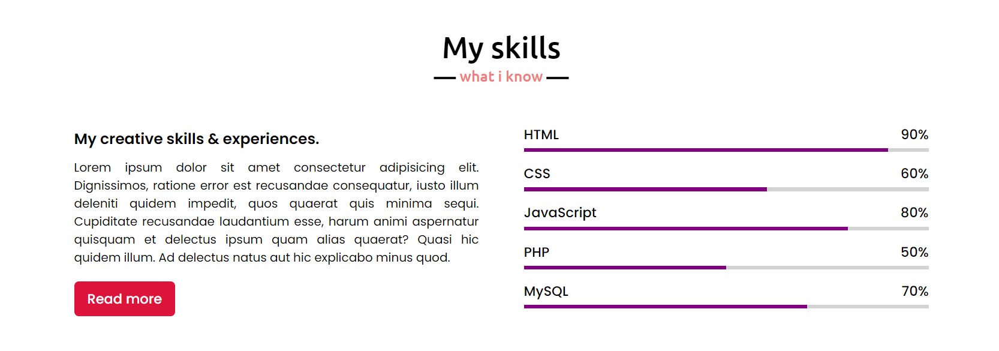 My skills
what i know
My creative skills & experiences.
Lorem ipsum dolor sit amet consectetur adipisicing elit.
Dignissimos, ratione error est recusandae consequatur, iusto illum
deleniti quidem impedit, quos quaerat quis minima sequi.
Cupiditate recusandae laudantium esse, harum animi aspernatur
quisquam et delectus ipsum quam alias quaerat? Quasi hic
quidem illum. Ad delectus natus aut hic explicabo minus quod.
Read more
HTML 90%
CSS 60%
JavaScript 80%
PHP 50%
MySQL 70%